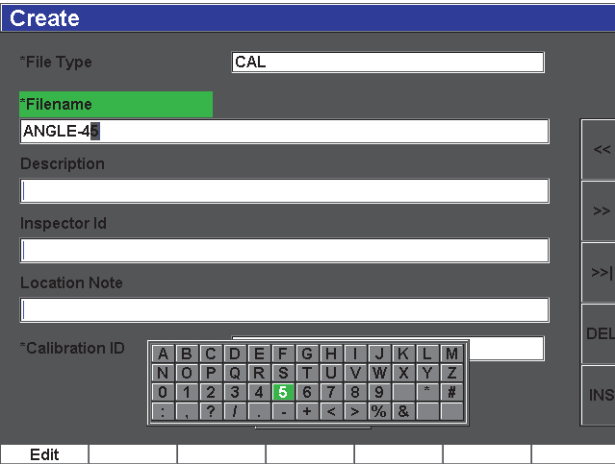 Create
*File Type CAL
*Filename
ANGLE-45
Description
<<
Inspector Id
>>
Location Note
>>|
*Calibration ID
DEL
A B C D E F G H I J K L M
N O P Q R S T U V W X Y Z
0 1 2 3 4 5 6 7 8 9 * #
INS
: , ? / . - + < > % &
Edit